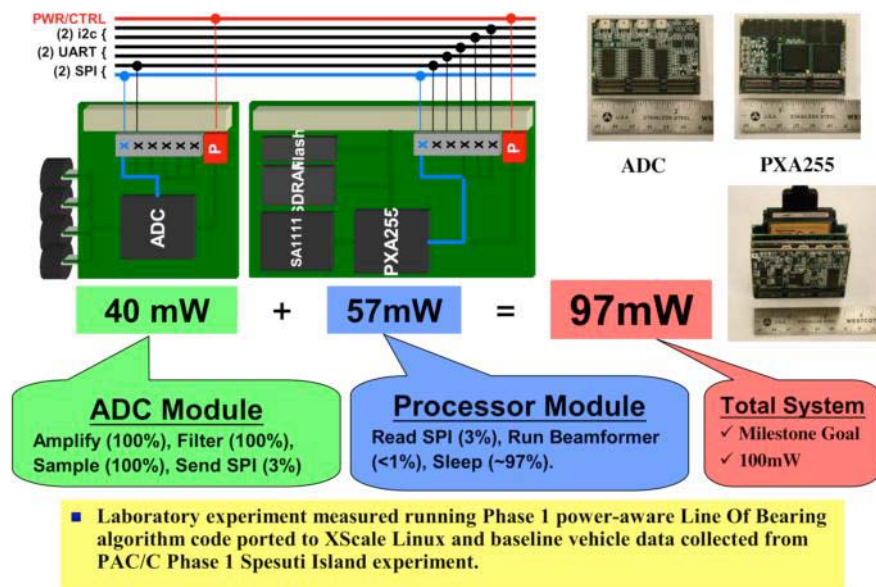 PWR/CTRL
(2) i2c {
(2) UART {
(2) SPI {
X X X X X X P
ADC
X X X X X X P
Flash
SDRAM
SA1111
PXA255
ADC
PXA255
40 mW + 57mW = 97mW
ADC Module
Amplify (100%), Filter (100%),
Sample (100%), Send SPI (3%)
Processor Module
Read SPI (3%), Run Beamformer
(<1%), Sleep (~97%).
Total System
✓ Milestone Goal
✓ 100mW
■ Laboratory experiment measured running Phase 1 power-aware Line Of Bearing
algorithm code ported to XScale Linux and baseline vehicle data collected from
PAC/C Phase 1 Spesuti Island experiment.